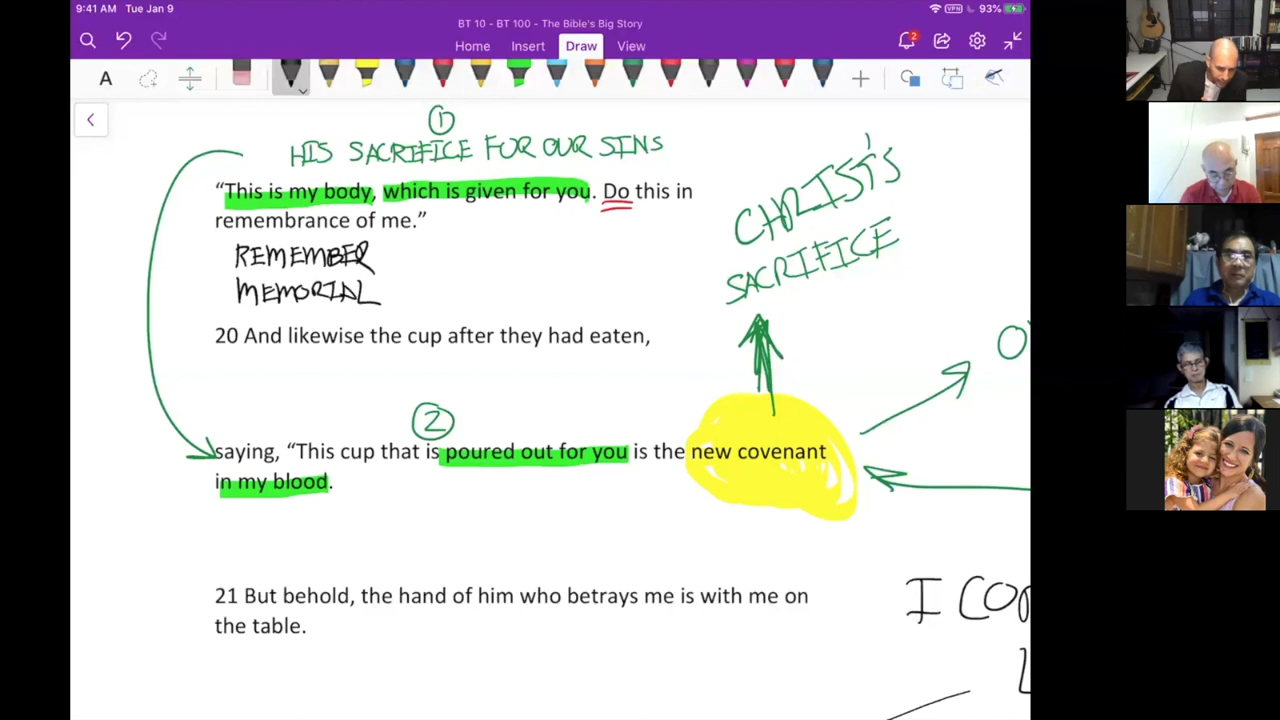 9:41 AM Tue Jan 9
VPN 93%
BT 10 - BT 100 - The Bible's Big Story
Home Insert Draw View
2
A
1
HIS SACRIFICE FOR OUR SINS
"This is my body, which is given for you. Do this in
remembrance of me."
REMEMBER
MEMORIAL
CHRIST'S
SACRIFICE
20 And likewise the cup after they had eaten,
2
saying, "This cup that is poured out for you is the new covenant
in my blood.
21 But behold, the hand of him who betrays me is with me on
the table.
I